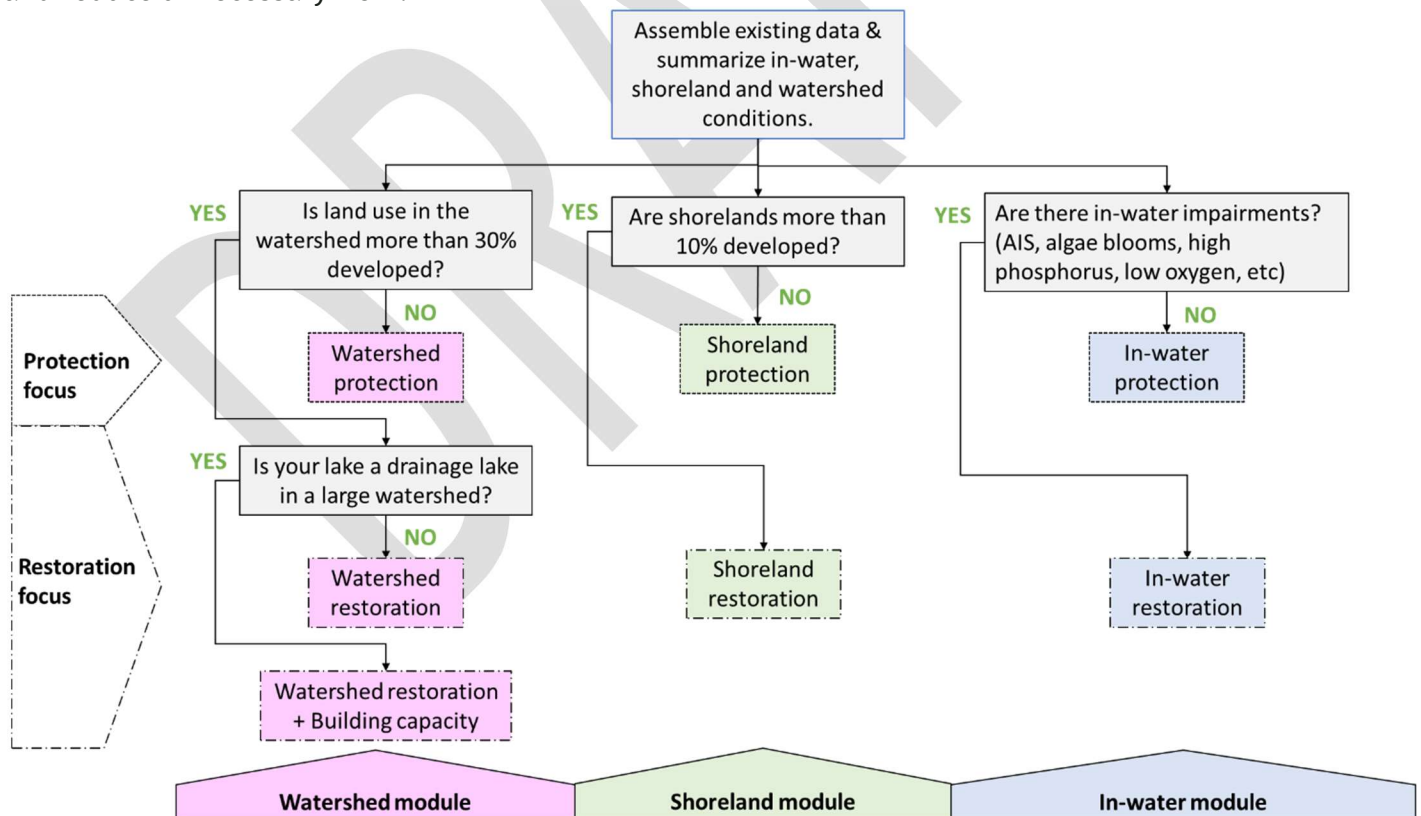 Assemble existing data &
summarize in-water,
shoreland and watershed
conditions.
YES
Is land use in the
watershed more than 30%
developed?
NO
Watershed
protection
YES
Are shorelands more than
10% developed?
NO
Shoreland
protection
YES
Are there in-water impairments?
(AIS, algae blooms, high
phosphorus, low oxygen, etc)
NO
In-water
protection
Protection
focus
YES
Is your lake a drainage lake
in a large watershed?
NO
Watershed
restoration
Shoreland
restoration
In-water
restoration
Restoration
focus
Watershed restoration
+ Building capacity
Watershed module
Shoreland module
In-water module